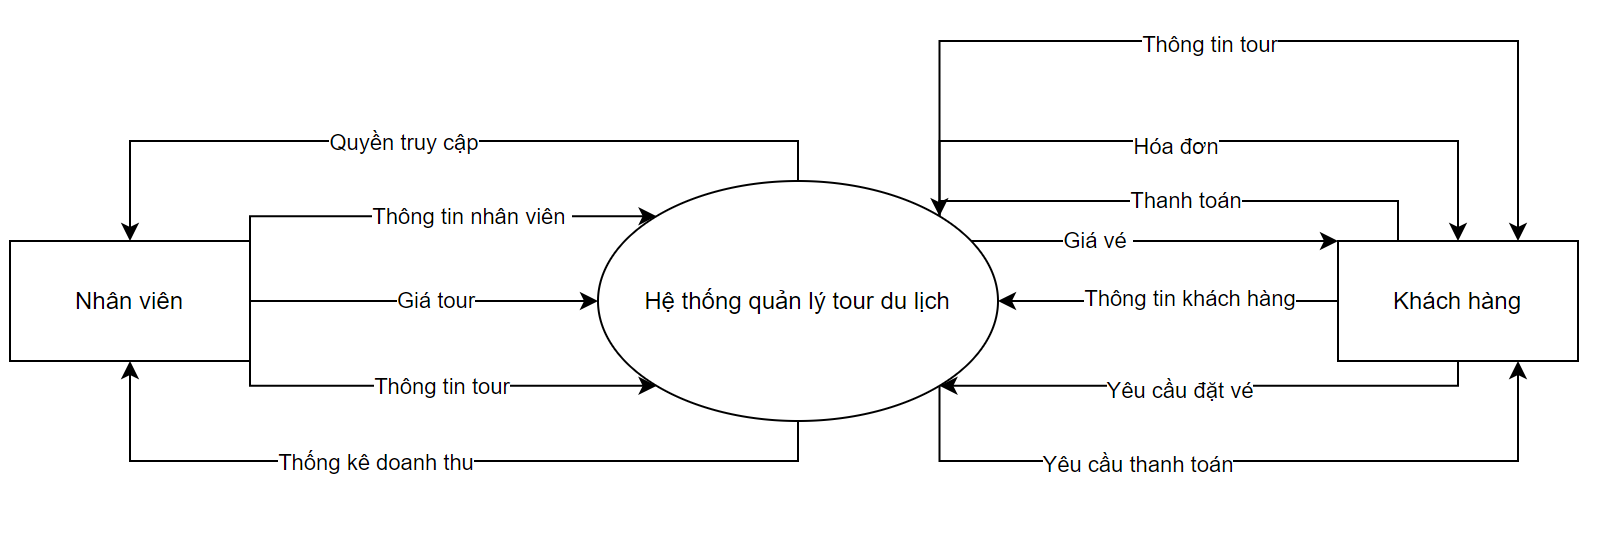 Thông tin tour
Quyền truy cập
Hóa đơn
Thanh toán
Thông tin nhân viên
Giá vé
Nhân viên
Giá tour
Hệ thống quản lý tour du lịch
Thông tin khách hàng
Khách hàng
Thông tin tour
Yêu cầu đặt vé
Thống kê doanh thu
Yêu cầu thanh toán